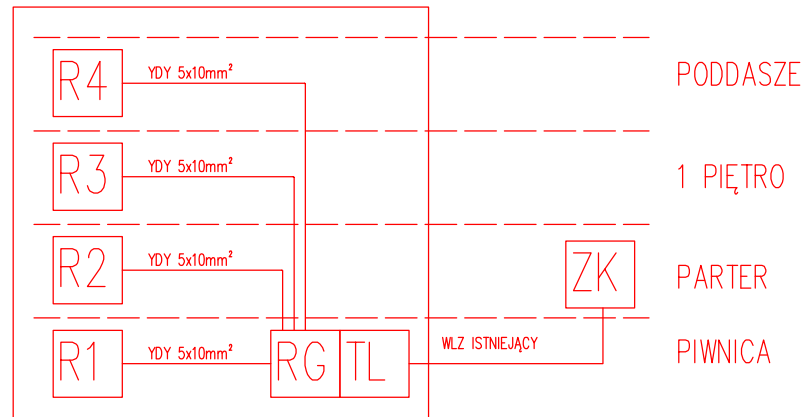 R4 YDY 5x10mm² PODDASZE
R3 YDY 5x10mm² 1 PIĘTRO
R2 YDY 5x10mm² ZK PARTER
R1 YDY 5x10mm² RG TL WLZ ISTNIEJĄCY PIWNICA